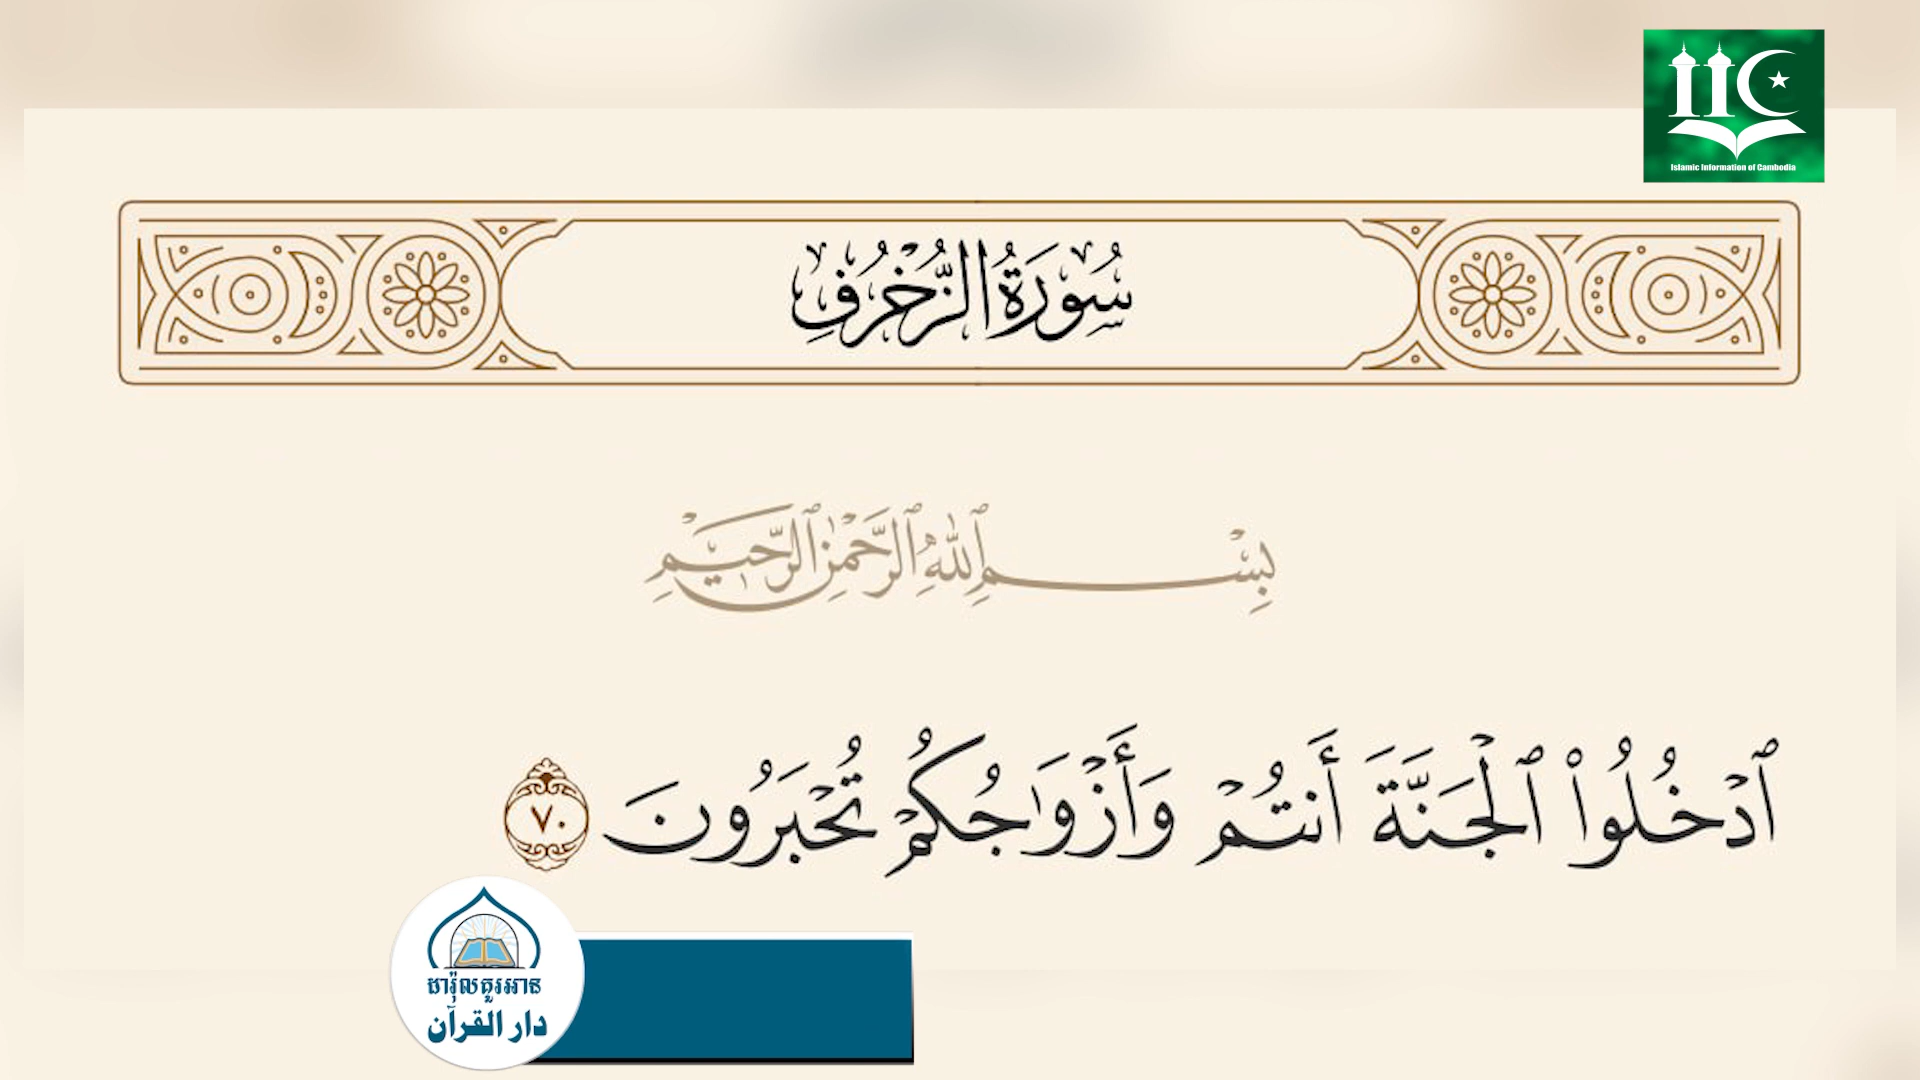 Islamic Information of Cambodia
سُورَةُ الزُّخْرُفِ
بِسْمِ ٱللَّهِ ٱلرَّحْمَٰنِ ٱلرَّحِيمِ
ٱدْخُلُوا۟ ٱلْجَنَّةَ أَنتُمْ وَأَزْوَٰجُكُمْ تُحْبَرُونَ ٧٠
ដារ៉ុលគួរអាន
دار القرآن